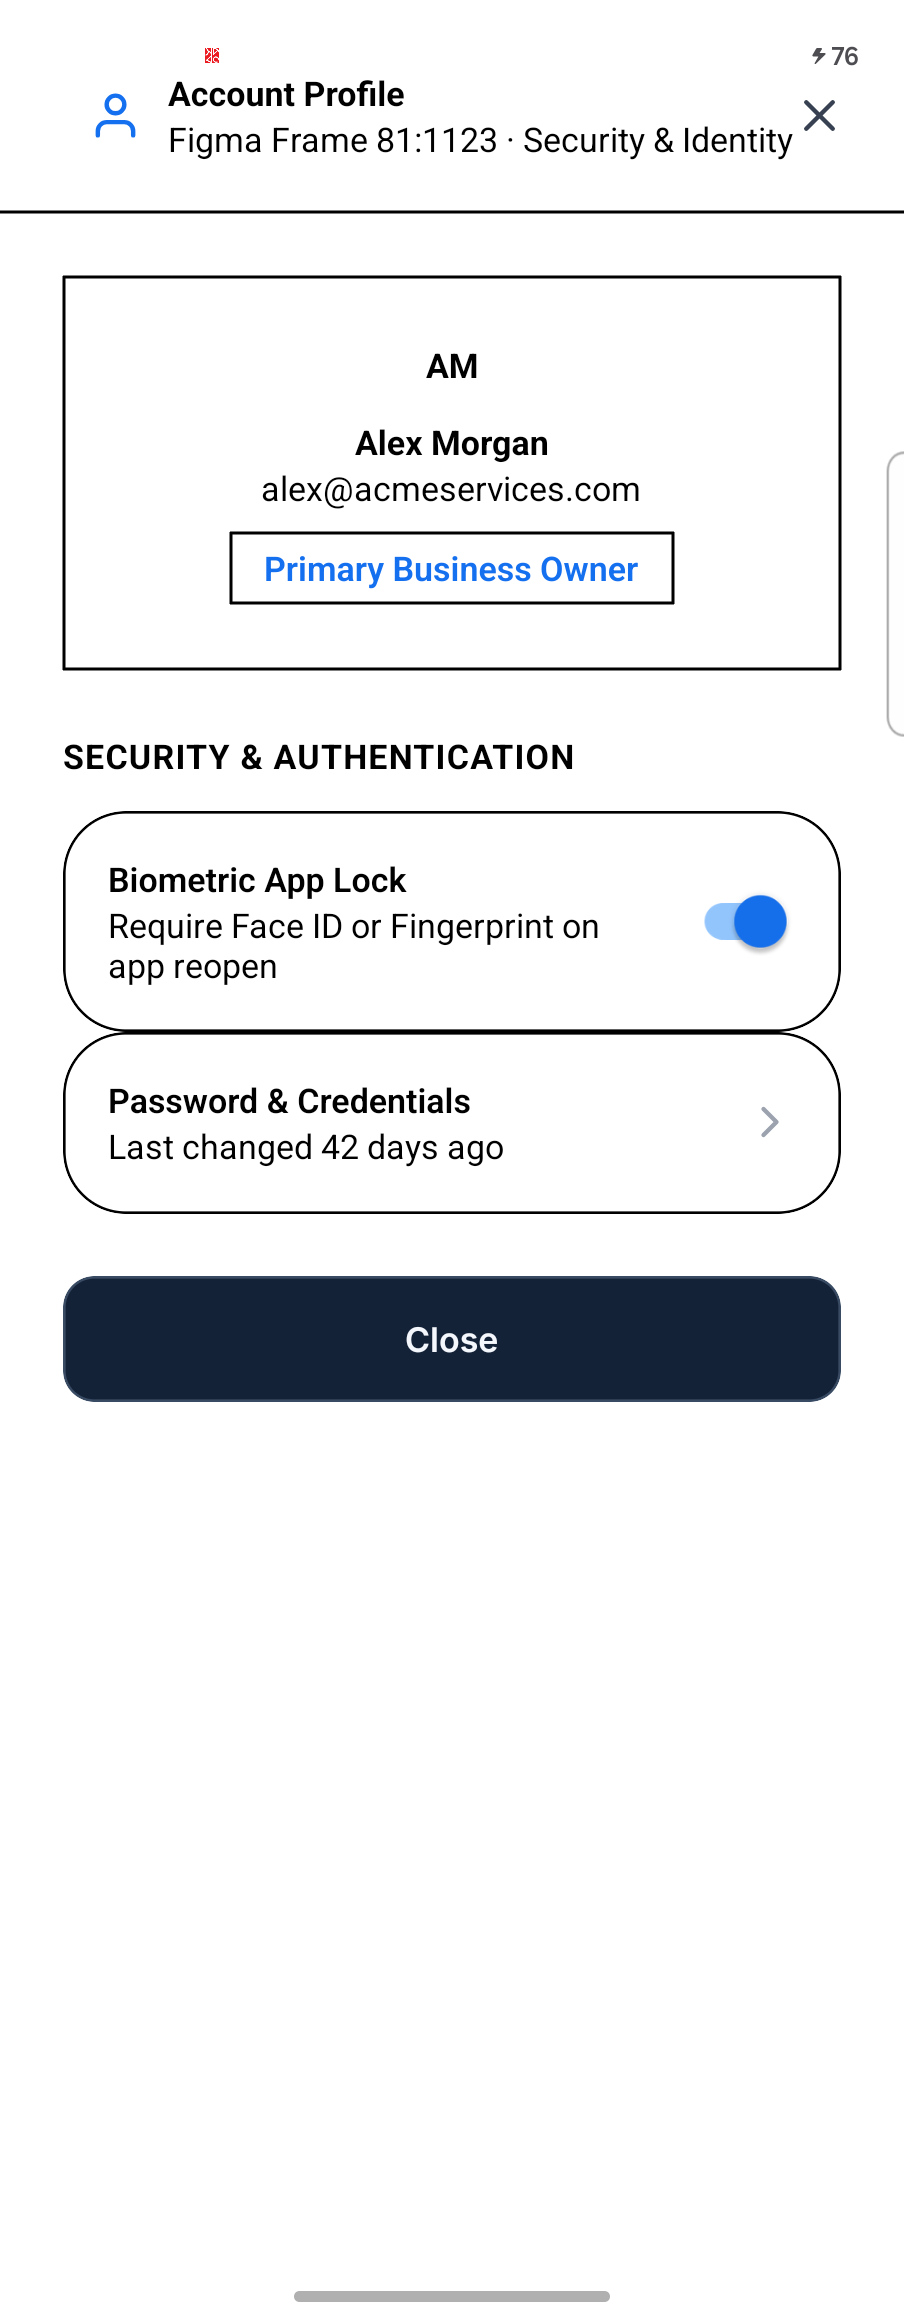 76
Account Profile
Figma Frame 81:1123 · Security & Identity
AM
Alex Morgan
alex@acmeservices.com
Primary Business Owner
SECURITY & AUTHENTICATION
Biometric App Lock
Require Face ID or Fingerprint on
app reopen
Password & Credentials
Last changed 42 days ago
Close